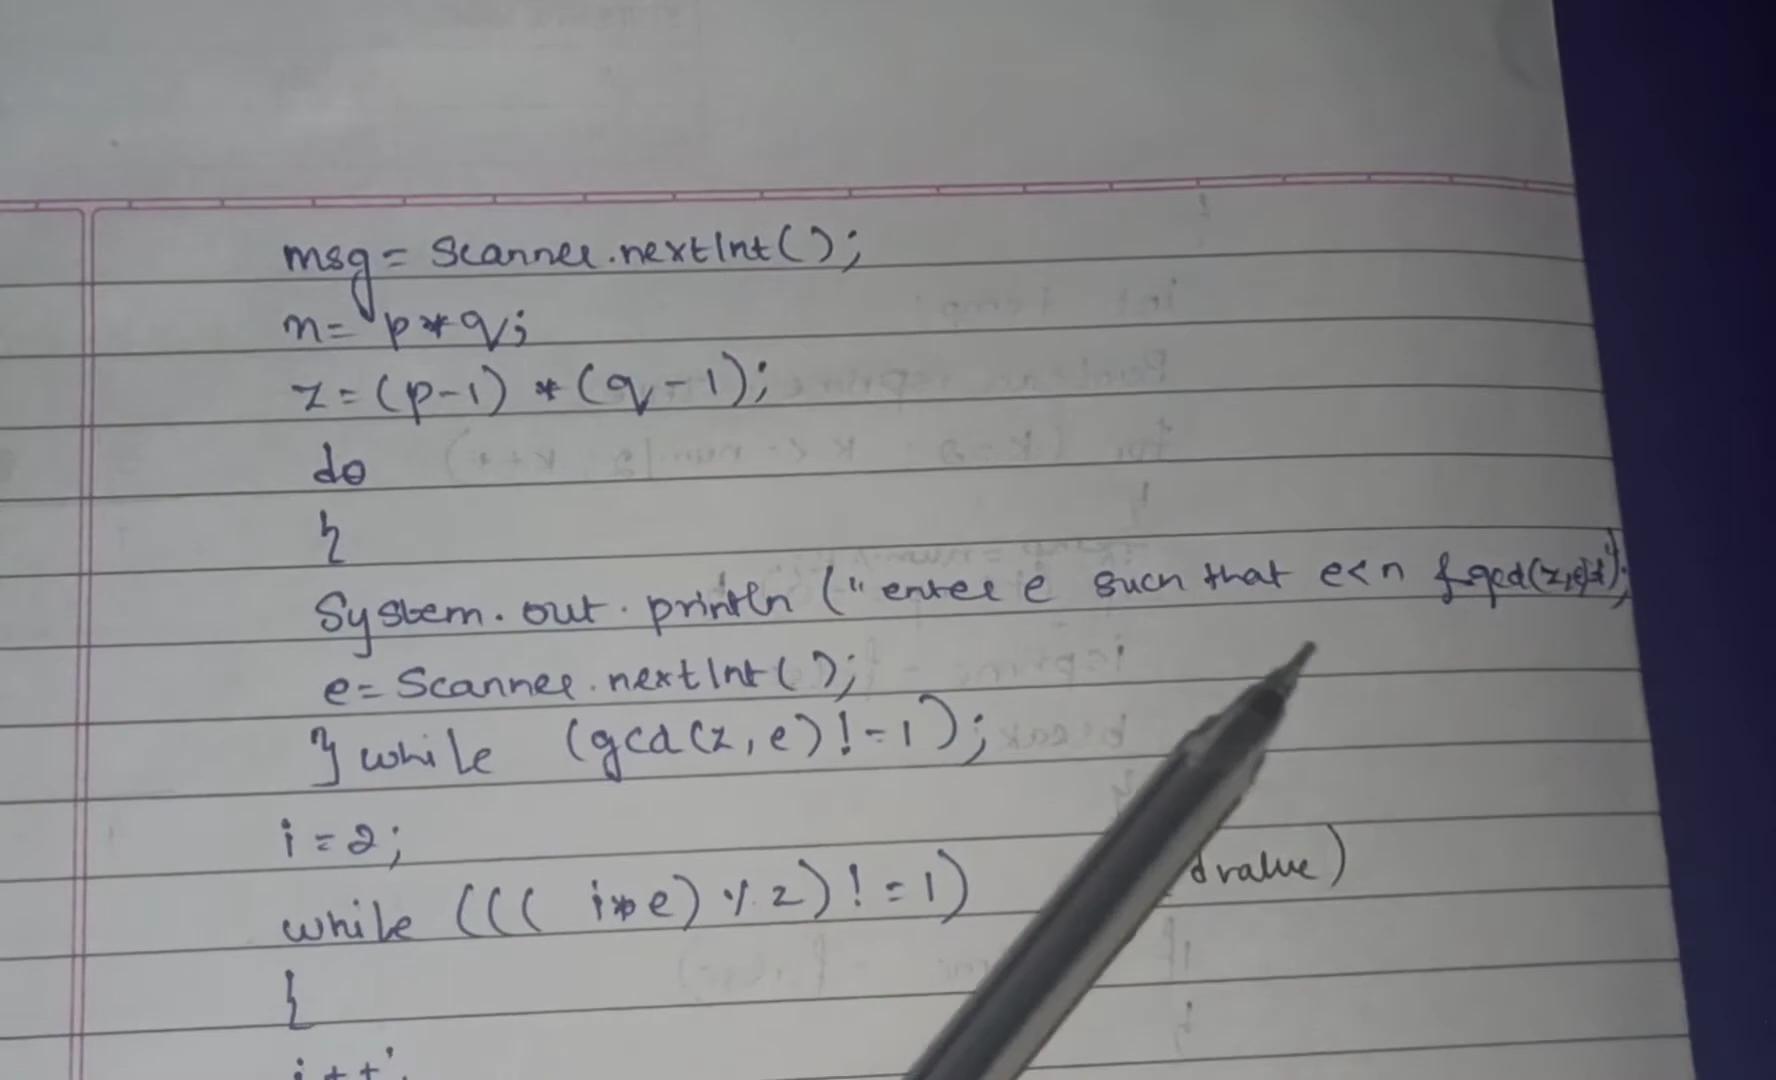 msg = Scanner.nextInt();
n = p*q;
z = (p-1) * (q-1);
do
{
System.out.println ("enter e such that e<n & gcd(z,e)=1");
e = Scanner.nextInt();
} while (gcd(z,e)!=1);
i = 2;
while (((i*e) % z) != 1) d value)
{
i++;